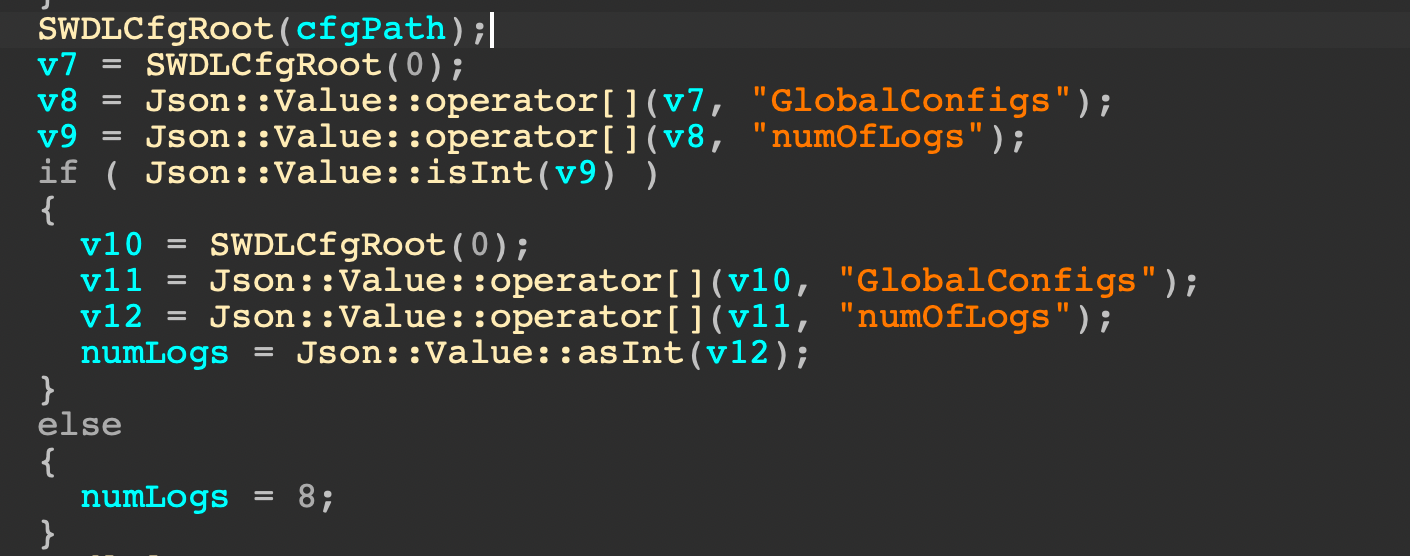 }
SWDLCfgRoot(cfgPath);
v7 = SWDLCfgRoot(0);
v8 = Json::Value::operator[](v7, "GlobalConfigs");
v9 = Json::Value::operator[](v8, "numOfLogs");
if ( Json::Value::isInt(v9) )
{
  v10 = SWDLCfgRoot(0);
  v11 = Json::Value::operator[](v10, "GlobalConfigs");
  v12 = Json::Value::operator[](v11, "numOfLogs");
  numLogs = Json::Value::asInt(v12);
}
else
{
  numLogs = 8;
}